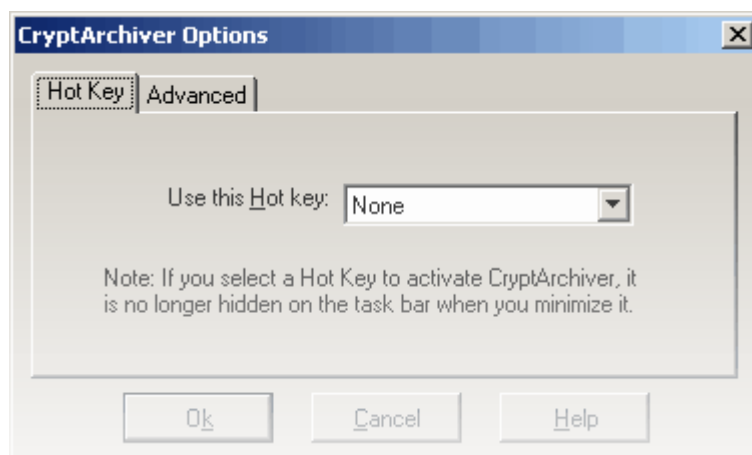 CryptArchiver Options
Hot Key Advanced
Use this Hot key: None
Note: If you select a Hot Key to activate CryptArchiver, it
is no longer hidden on the task bar when you minimize it.
Ok Cancel Help